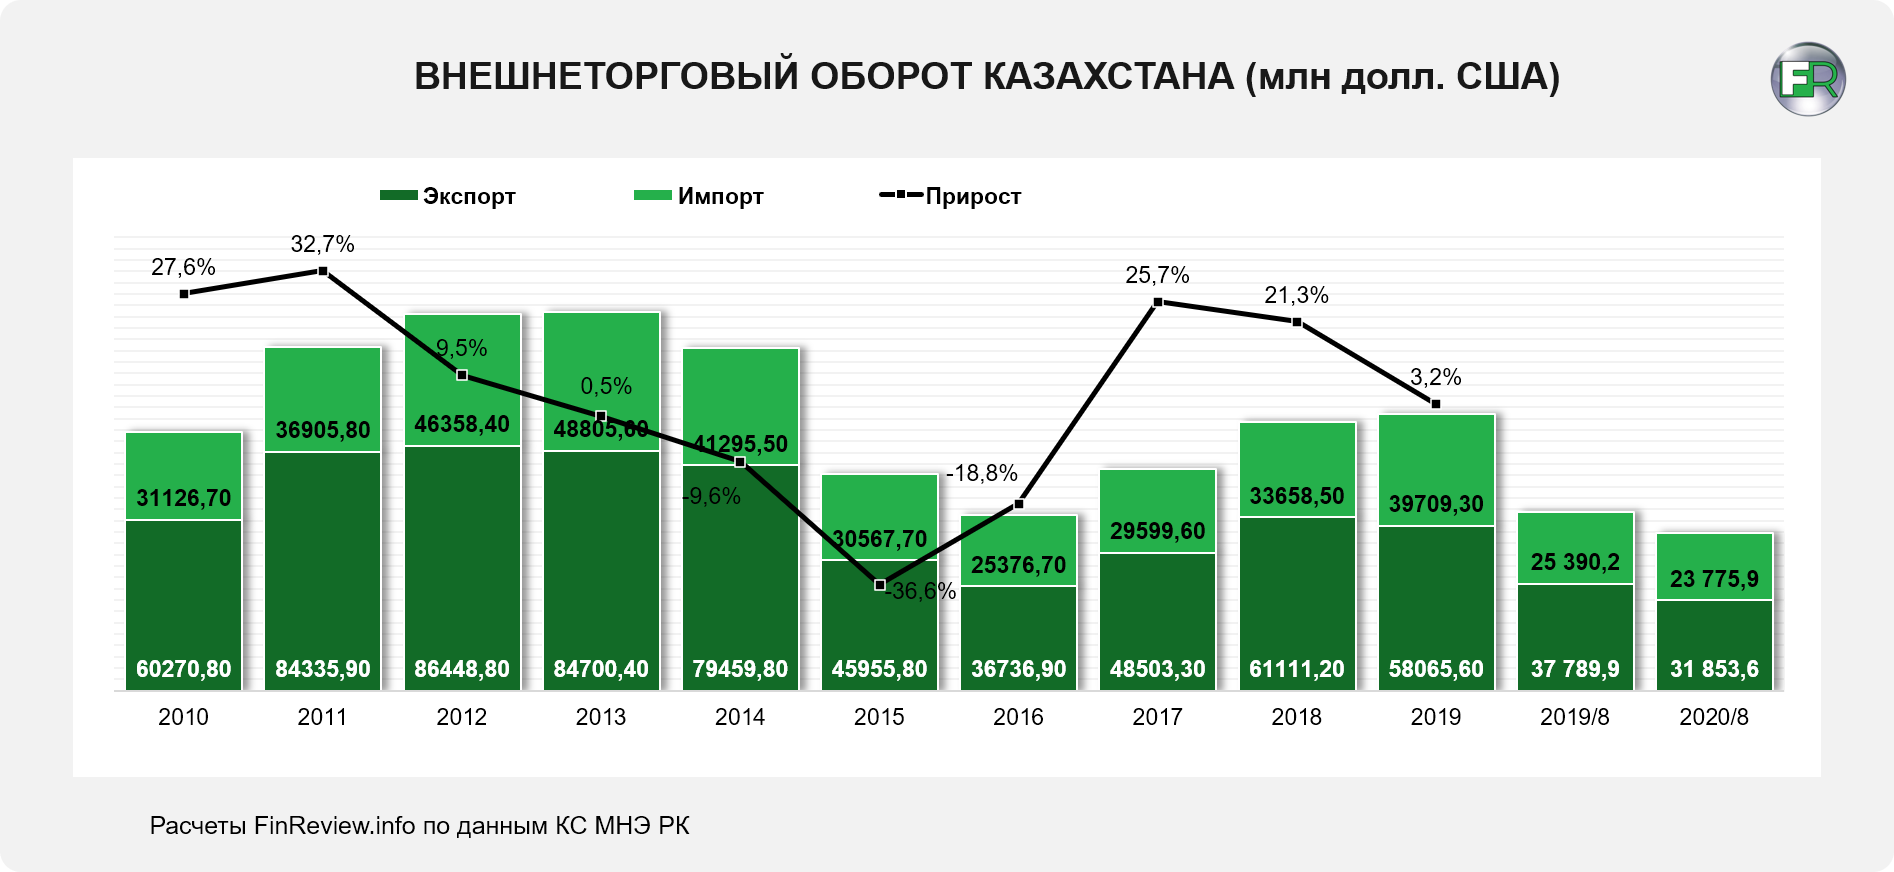 ВНЕШНЕТОРГОВЫЙ ОБОРОТ КАЗАХСТАНА (млн долл. США)
FR
Экспорт Импорт Прирост
27,6% 32,7% 9,5% 0,5% -9,6% -36,6% -18,8% 25,7% 21,3% 3,2%
31126,70 36905,80 46358,40 48805,60 41295,50 30567,70 25376,70 29599,60 33658,50 39709,30 25 390,2 23 775,9
60270,80 84335,90 86448,80 84700,40 79459,80 45955,80 36736,90 48503,30 61111,20 58065,60 37 789,9 31 853,6
2010 2011 2012 2013 2014 2015 2016 2017 2018 2019 2019/8 2020/8
Расчеты FinReview.info по данным КС МНЭ РК